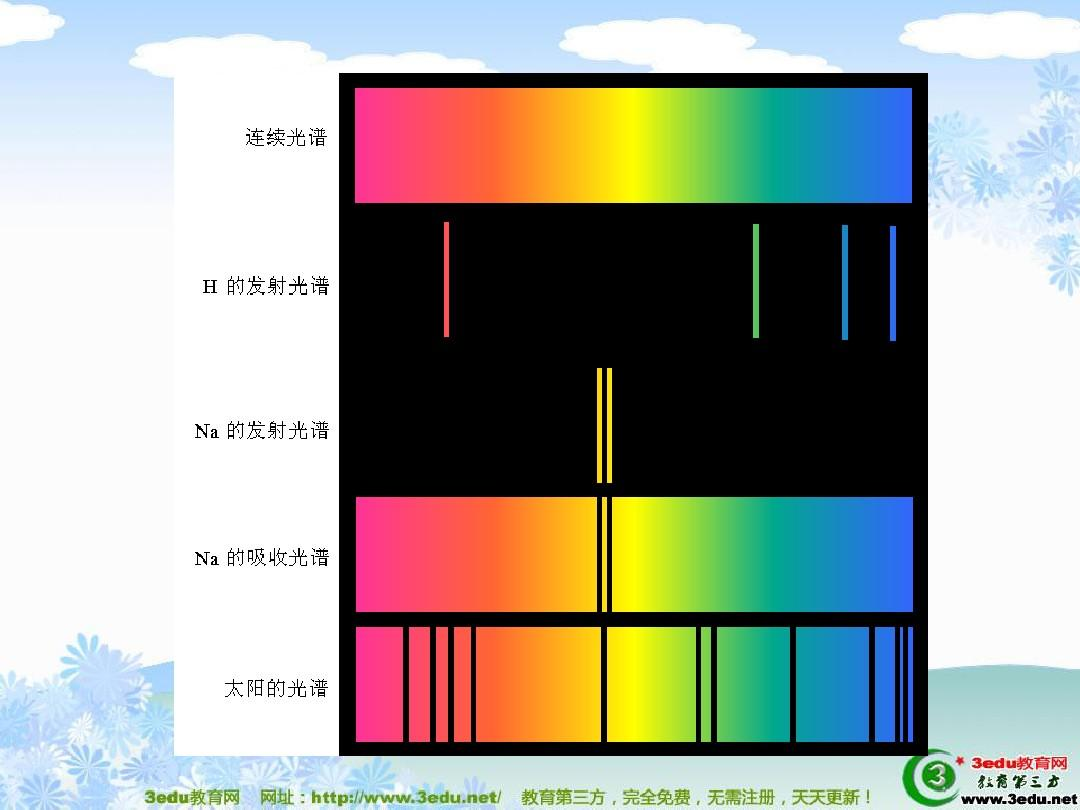 连续光谱
H 的发射光谱
Na 的发射光谱
Na 的吸收光谱
太阳的光谱
3edu教育网
教育第三方
www.3edu.net
3edu教育网 网址：http://www.3edu.net/ 教育第三方，完全免费，无需注册，天天更新！
3